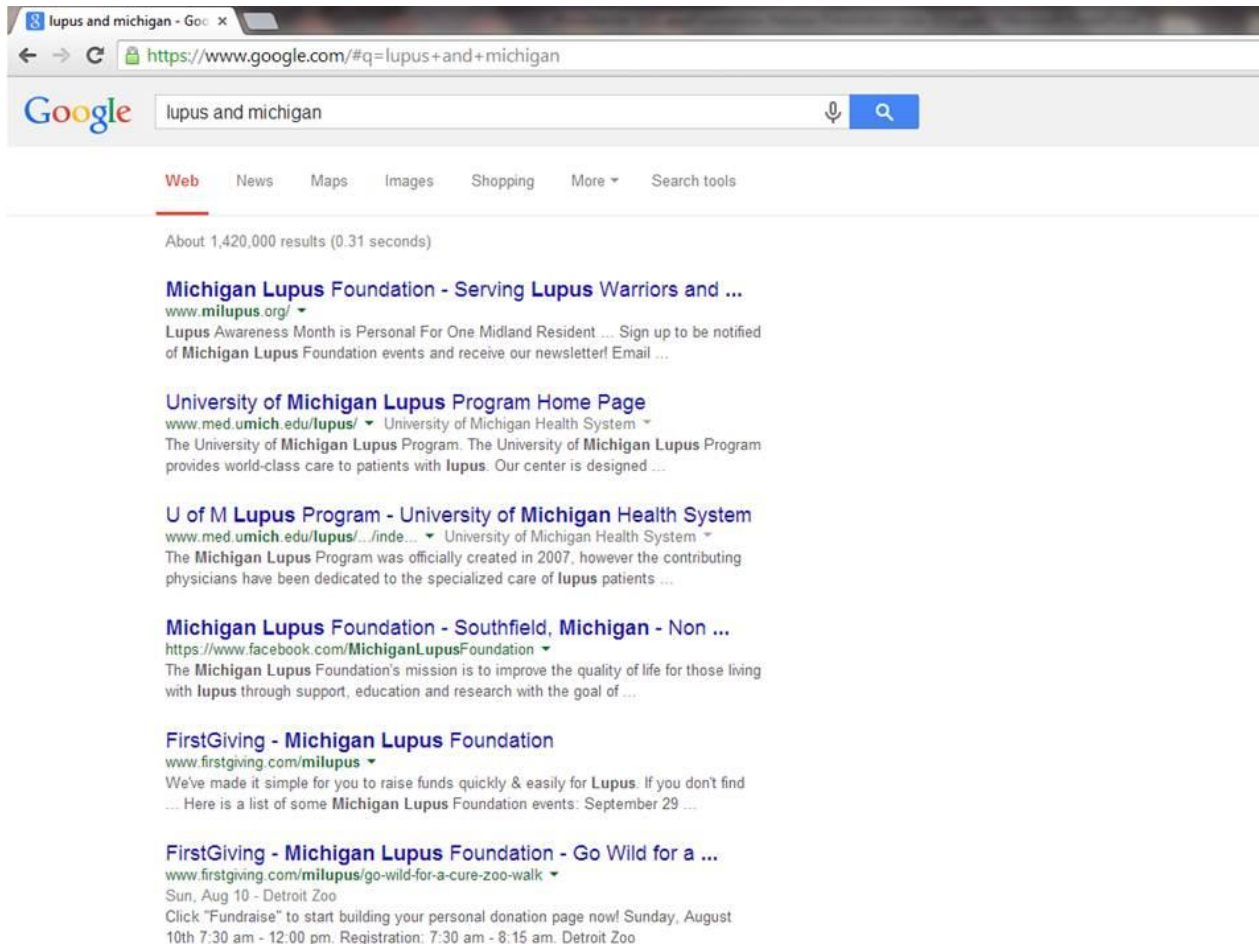 lupus and michigan - Goo
https://www.google.com/#q=lupus+and+michigan
Google lupus and michigan
Web News Maps Images Shopping More Search tools
About 1,420,000 results (0.31 seconds)
Michigan Lupus Foundation - Serving Lupus Warriors and ...
www.milupus.org/
Lupus Awareness Month is Personal For One Midland Resident ... Sign up to be notified
of Michigan Lupus Foundation events and receive our newsletter! Email ...
University of Michigan Lupus Program Home Page
www.med.umich.edu/lupus/ University of Michigan Health System
The University of Michigan Lupus Program. The University of Michigan Lupus Program
provides world-class care to patients with lupus. Our center is designed ...
U of M Lupus Program - University of Michigan Health System
www.med.umich.edu/lupus/.../inde... University of Michigan Health System
The Michigan Lupus Program was officially created in 2007, however the contributing
physicians have been dedicated to the specialized care of lupus patients ...
Michigan Lupus Foundation - Southfield, Michigan - Non ...
https://www.facebook.com/MichiganLupusFoundation
The Michigan Lupus Foundation's mission is to improve the quality of life for those living
with lupus through support, education and research with the goal of ...
FirstGiving - Michigan Lupus Foundation
www.firstgiving.com/milupus
We've made it simple for you to raise funds quickly & easily for Lupus. If you don't find
... Here is a list of some Michigan Lupus Foundation events: September 29 ...
FirstGiving - Michigan Lupus Foundation - Go Wild for a ...
www.firstgiving.com/milupus/go-wild-for-a-cure-zoo-walk
Sun, Aug 10 - Detroit Zoo
Click "Fundraise" to start building your personal donation page now! Sunday, August
10th 7:30 am - 12:00 pm. Registration: 7:30 am - 8:15 am. Detroit Zoo